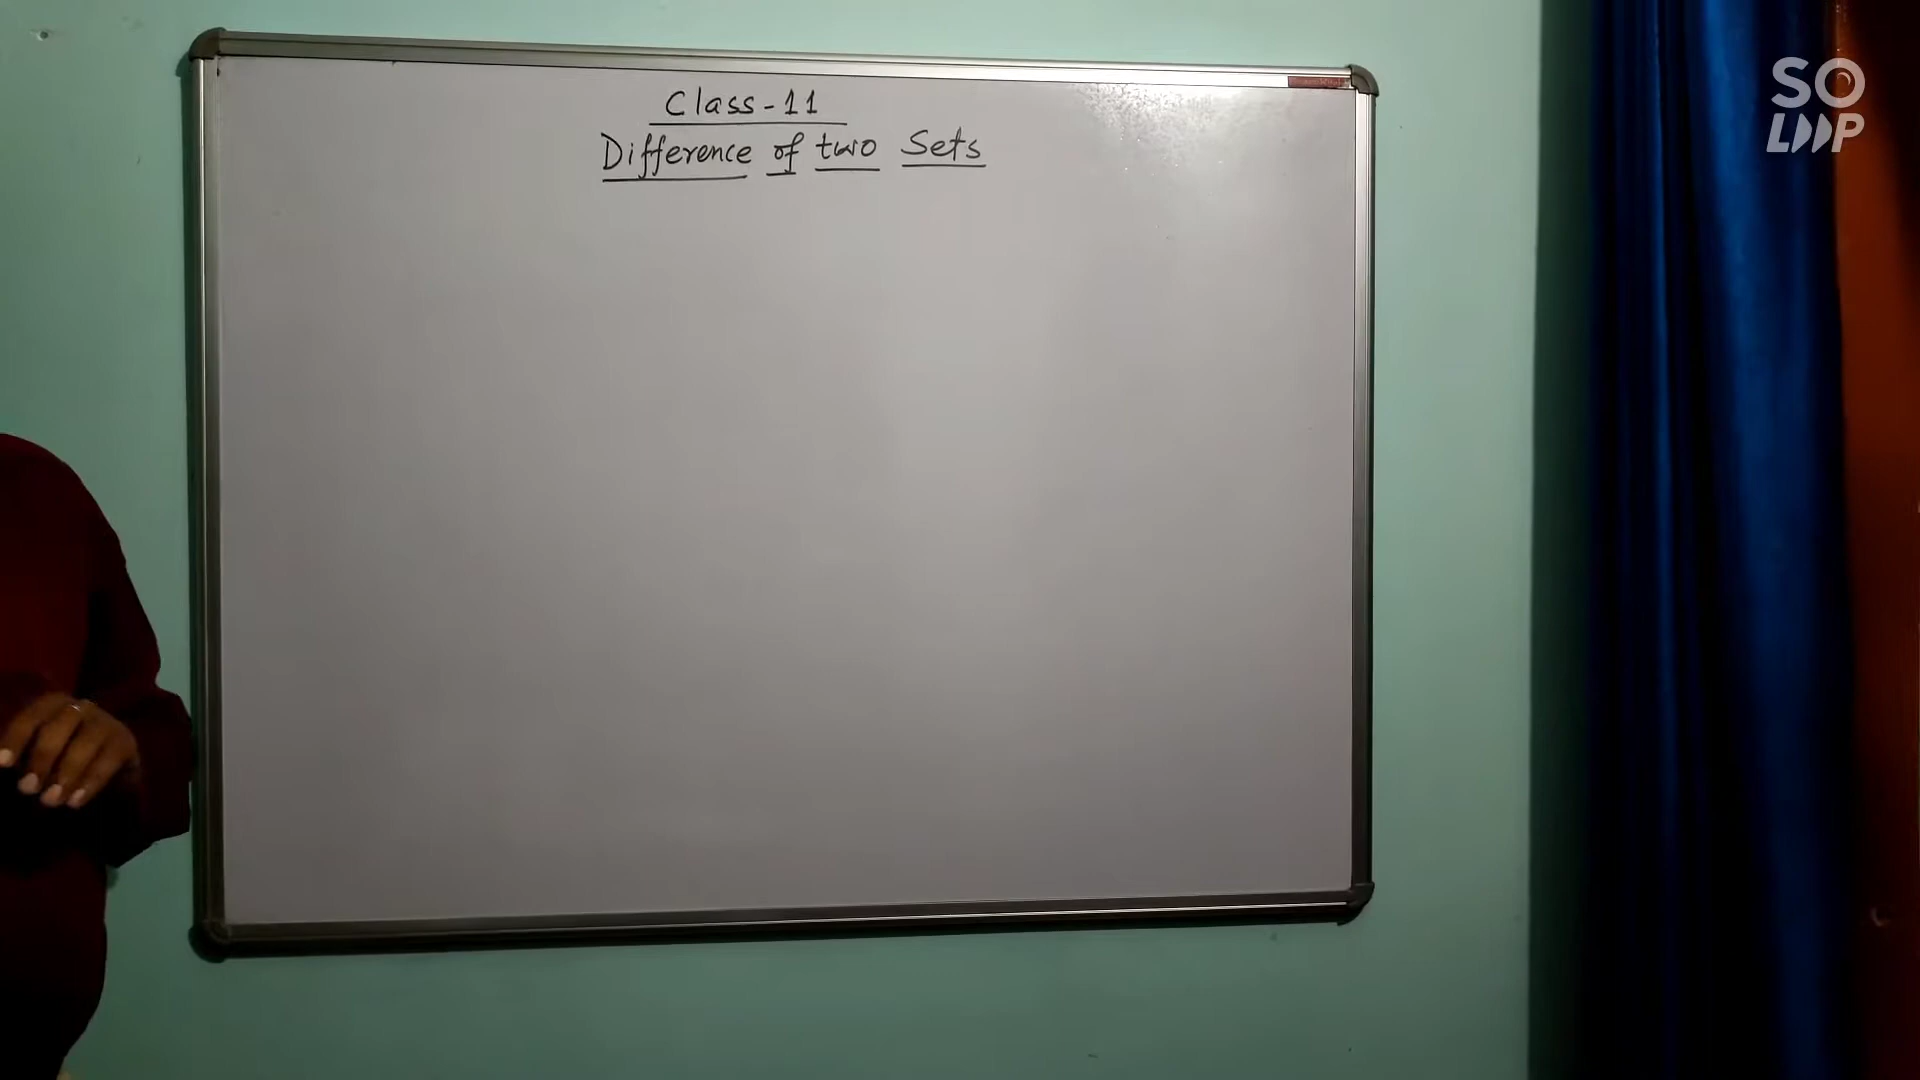 Class-11
Difference of two Sets
SO
LOOP